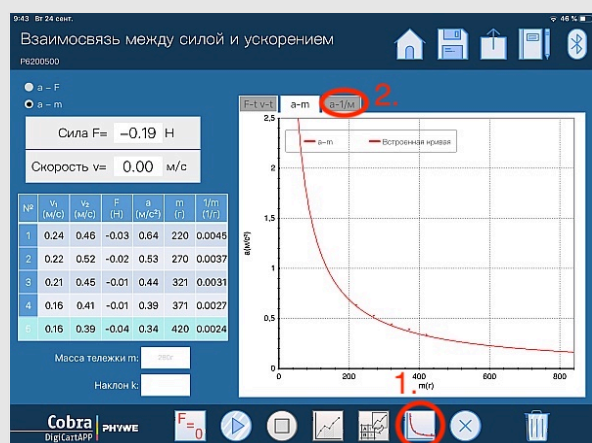 9:43 Вт 24 сент.
46 %
Взаимосвязь между силой и ускорением
P6200500
a – F
a – m
Сила F= –0.19 Н
Скорость v= 0.00 м/с
№ v₁ (м/с) v₂ (м/с) F (Н) a (м/с²) m (г) 1/m (1/г)
1 0.24 0.46 -0.03 0.64 220 0.0045
2 0.22 0.52 -0.02 0.53 270 0.0037
3 0.21 0.45 -0.01 0.44 321 0.0031
4 0.16 0.41 -0.01 0.39 371 0.0027
0.16 0.39 -0.04 0.34 420 0.0024
Масса тележки m:
Наклон k:
F-t v-t a-m a-1/м 2.
a-m Встроенная кривая
2,5
2
1,5
1
0,5
0
a(м/с²)
0 200 400 600 800
m(г)
1.
Cobra DigiCartAPP PHYWE
F=0